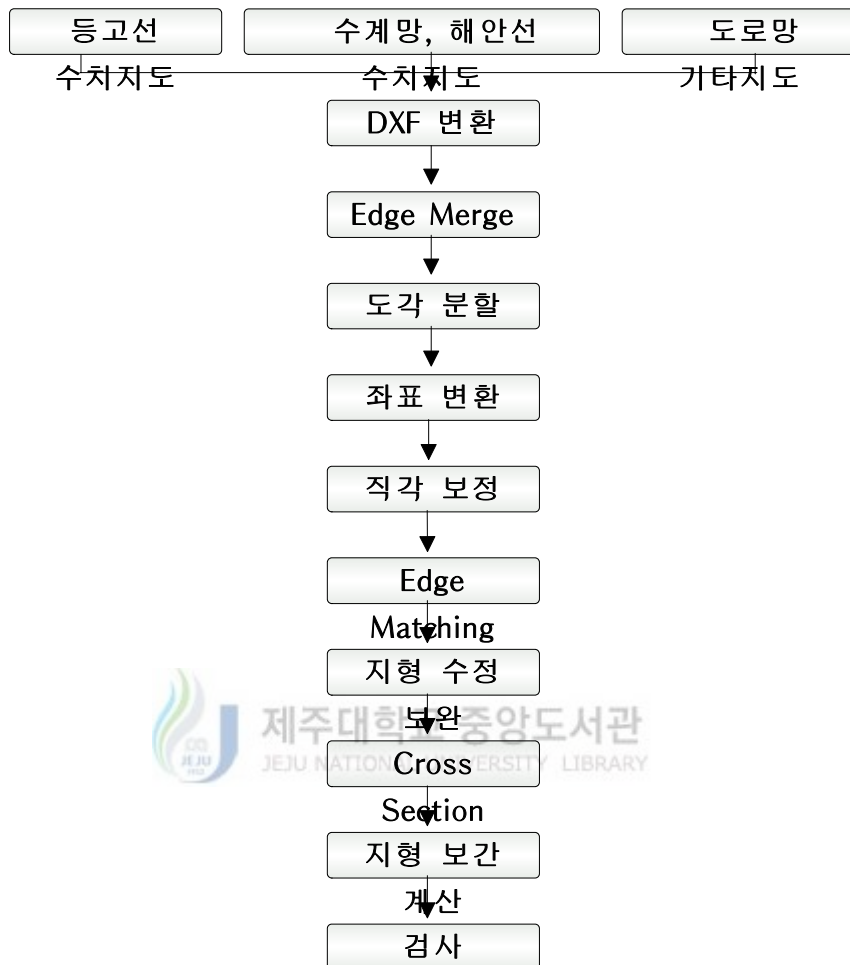 등고선
수치지도
수계망, 해안선
수치지도
도로망
기타지도
DXF 변환
Edge Merge
도각 분할
좌표 변환
직각 보정
Edge
Matching
지형 수정
보완
Cross
Section
지형 보간
계산
검사
제주대학교 중앙도서관
JEJU NATIONAL UNIVERSITY LIBRARY
JEJU
1952